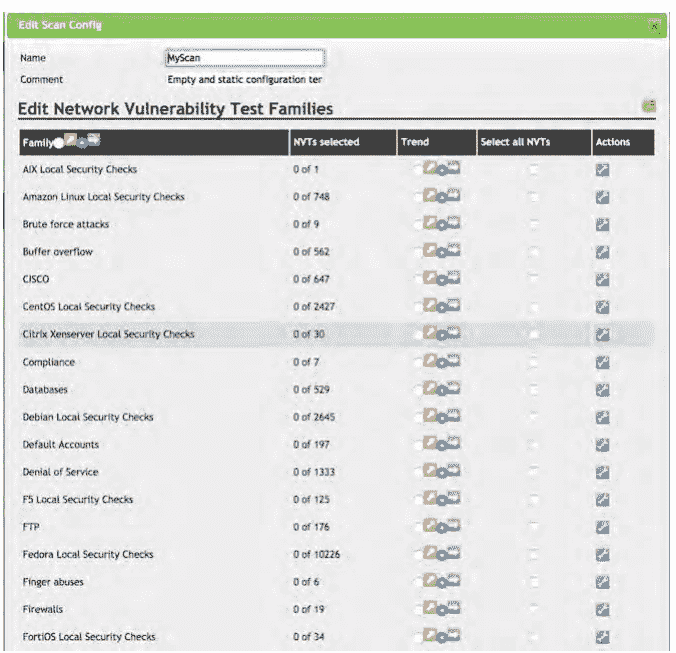 Edit Scan Config
Name MyScan
Comment Empty and static configuration ter
Edit Network Vulnerability Test Families
Family NVTs selected Trend Select all NVTs Actions
AIX Local Security Checks 0 of 1
Amazon Linux Local Security Checks 0 of 748
Brute force attacks 0 of 9
Buffer overflow 0 of 562
CISCO 0 of 647
CentOS Local Security Checks 0 of 2427
Citrix Xenserver Local Security Checks 0 of 30
Compliance 0 of 7
Databases 0 of 529
Debian Local Security Checks 0 of 2645
Default Accounts 0 of 197
Denial of Service 0 of 1333
F5 Local Security Checks 0 of 125
FTP 0 of 176
Fedora Local Security Checks 0 of 10226
Finger abuses 0 of 6
Firewalls 0 of 19
FortiOS Local Security Checks 0 of 34